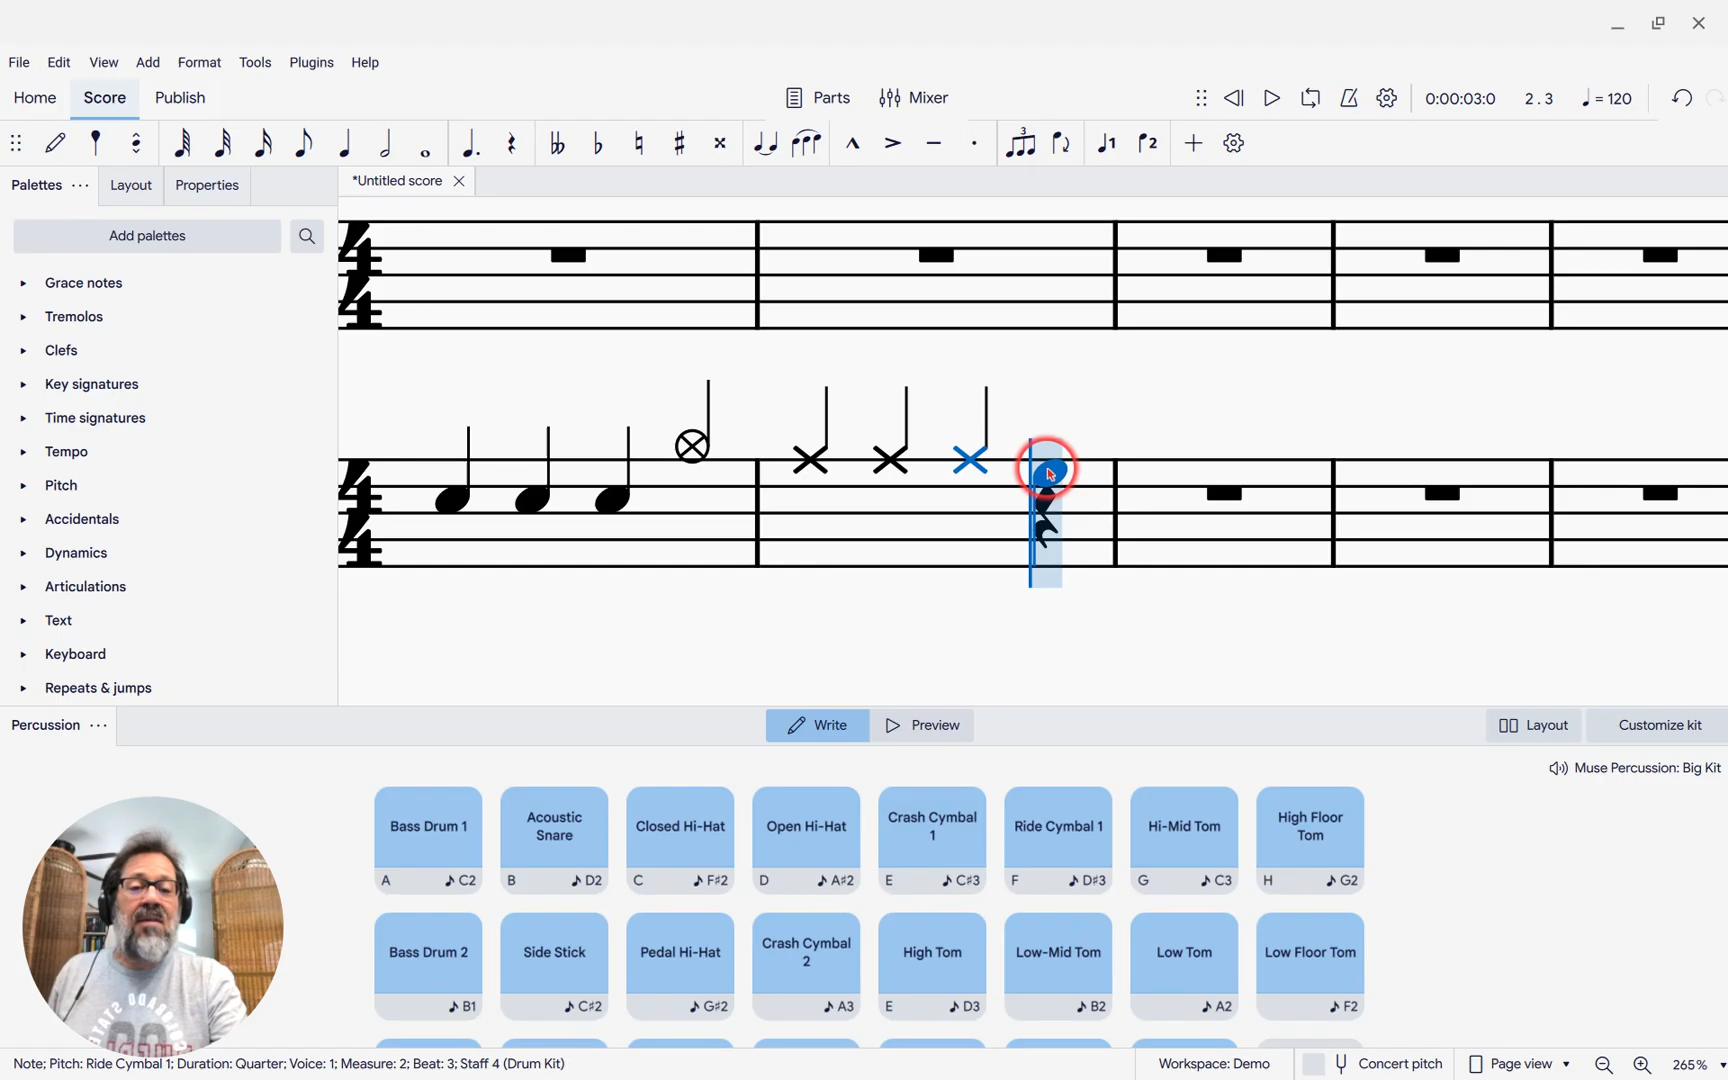 File Edit View Add Format Tools Plugins Help
Home Score Publish Parts Mixer 0:00:03:0 2 . 3 = 120
3 1 2
Palettes Layout Properties *Untitled score
Add palettes
Grace notes
Tremolos
Clefs
Key signatures
Time signatures
Tempo
Pitch
Accidentals
Dynamics
Articulations
Text
Keyboard
Repeats & jumps
Percussion Write Preview Layout Customize kit
Muse Percussion: Big Kit
Bass Drum 1 Acoustic Snare Closed Hi-Hat Open Hi-Hat Crash Cymbal 1 Ride Cymbal 1 Hi-Mid Tom High Floor Tom
A C2 B D2 C F♯2 D A♯2 E C♯3 F D♯3 G C3 H G2
Bass Drum 2 Side Stick Pedal Hi-Hat Crash Cymbal 2 High Tom Low-Mid Tom Low Tom Low Floor Tom
B1 C♯2 G♯2 A3 E D3 B2 A2 F2
Note; Pitch: Ride Cymbal 1; Duration: Quarter; Voice: 1; Measure: 2; Beat: 3; Staff 4 (Drum Kit) Workspace: Demo Concert pitch Page view 265%